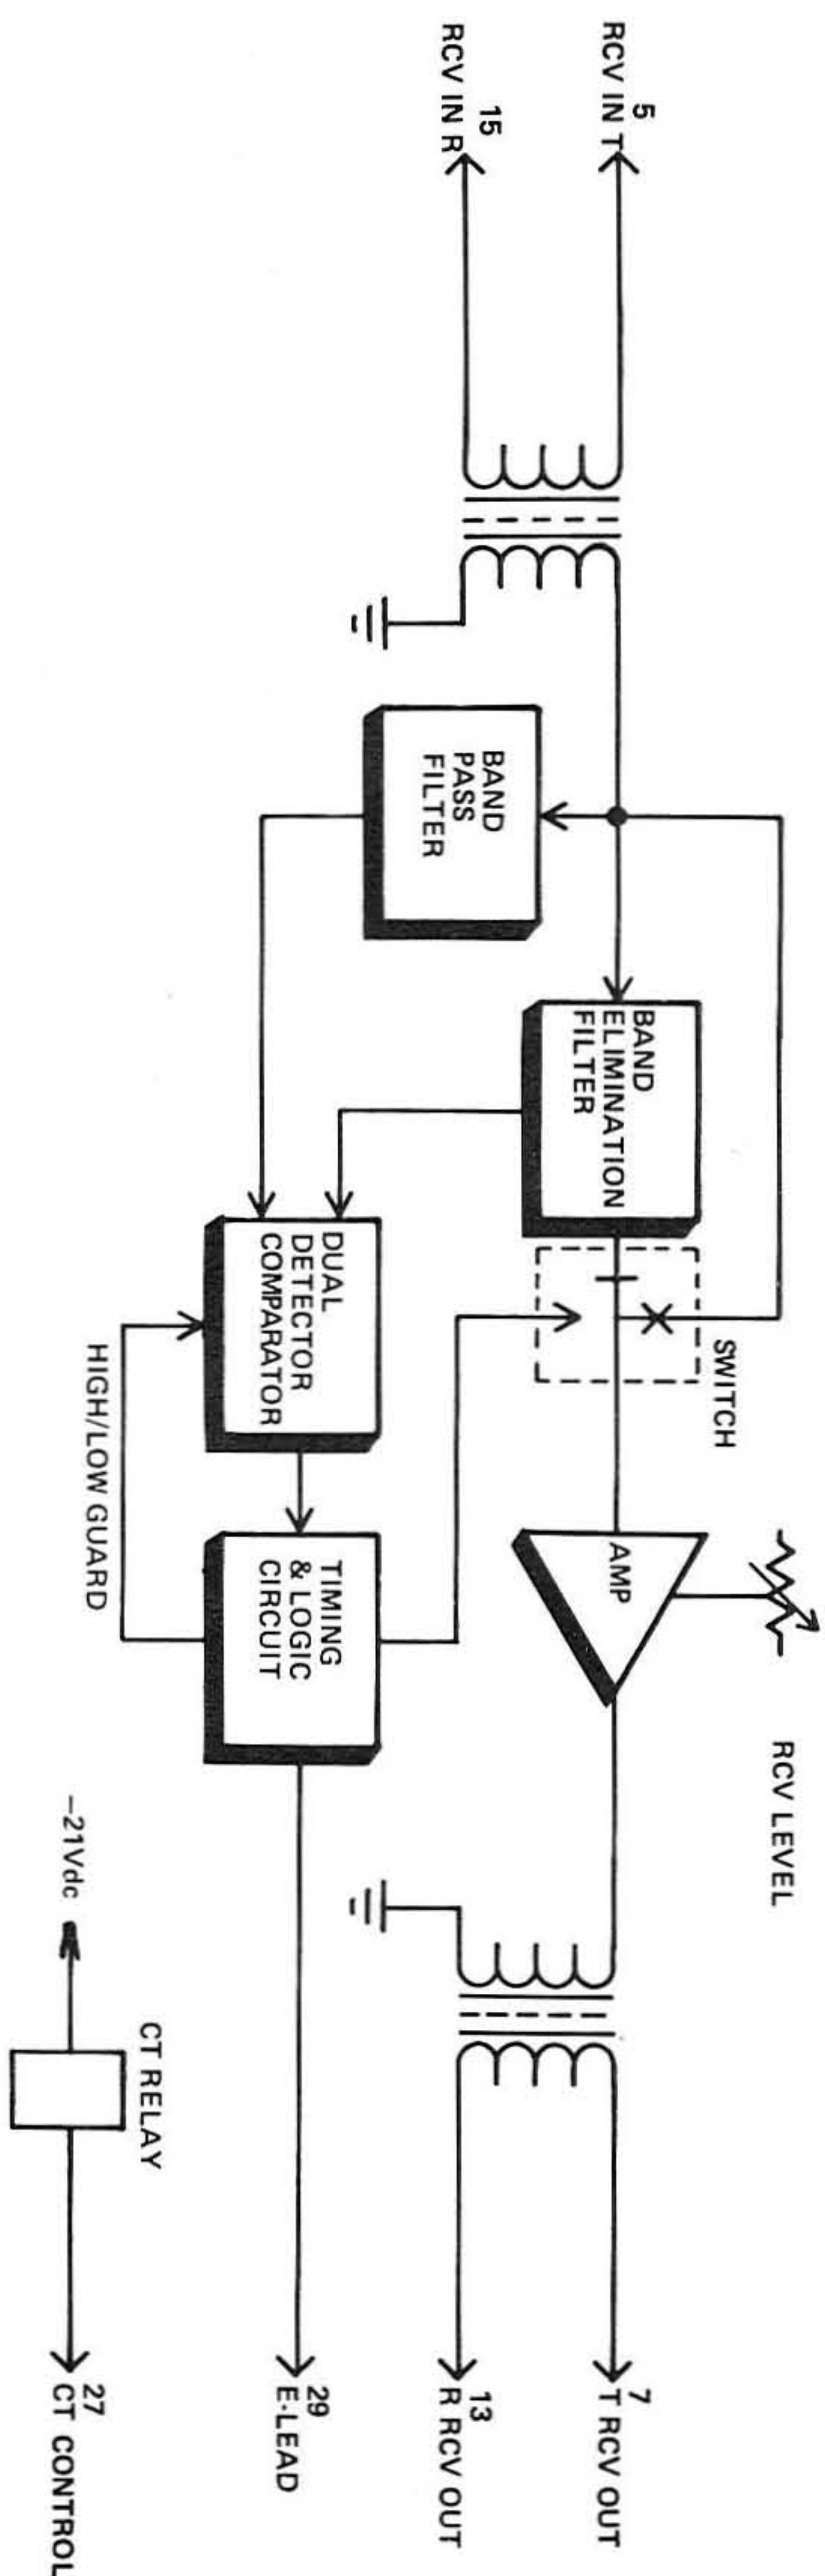 5
RCV IN T
15
RCV IN R
BAND
PASS
FILTER
BAND
ELIMINATION
FILTER
SWITCH
DUAL
DETECTOR
COMPARATOR
HIGH/LOW GUARD
AMP
TIMING
& LOGIC
CIRCUIT
RCV LEVEL
-21Vdc
CT RELAY
7
T RCV OUT
13
R RCV OUT
29
E-LEAD
27
CT CONTROL